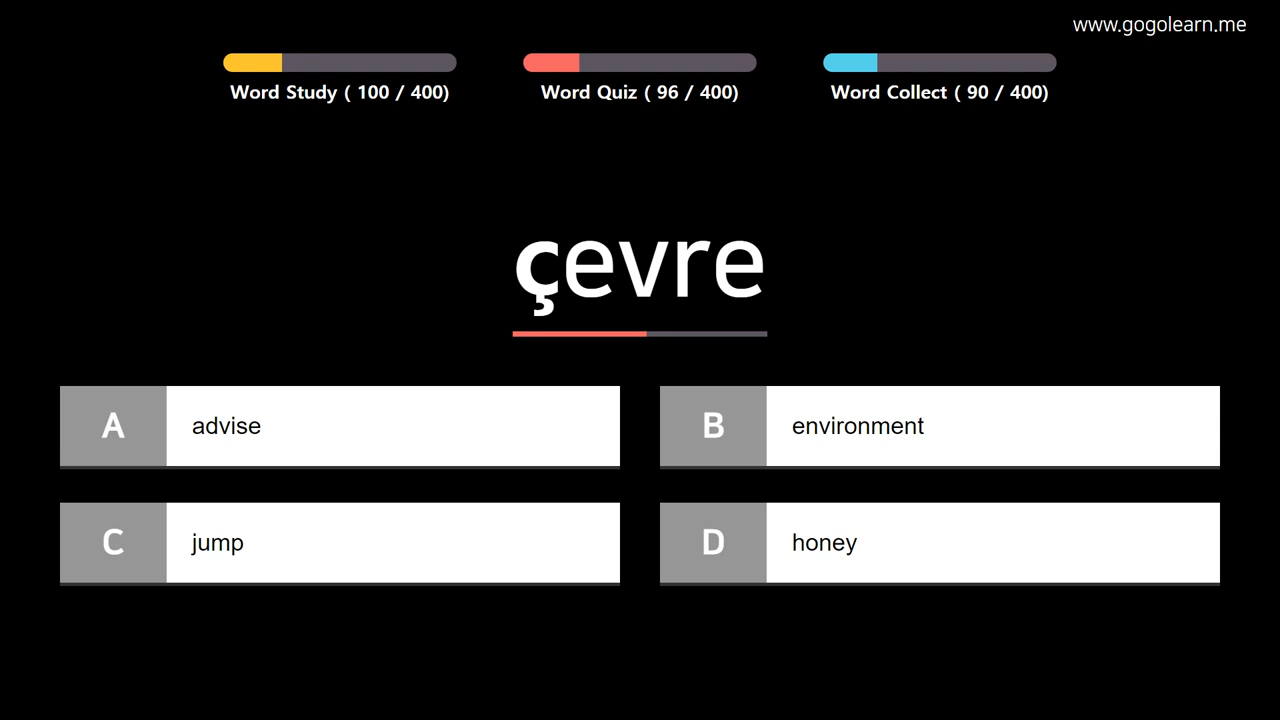 www.gogolearn.me
Word Study ( 100 / 400)
Word Quiz ( 96 / 400)
Word Collect ( 90 / 400)
çevre
A advise
B environment
C jump
D honey